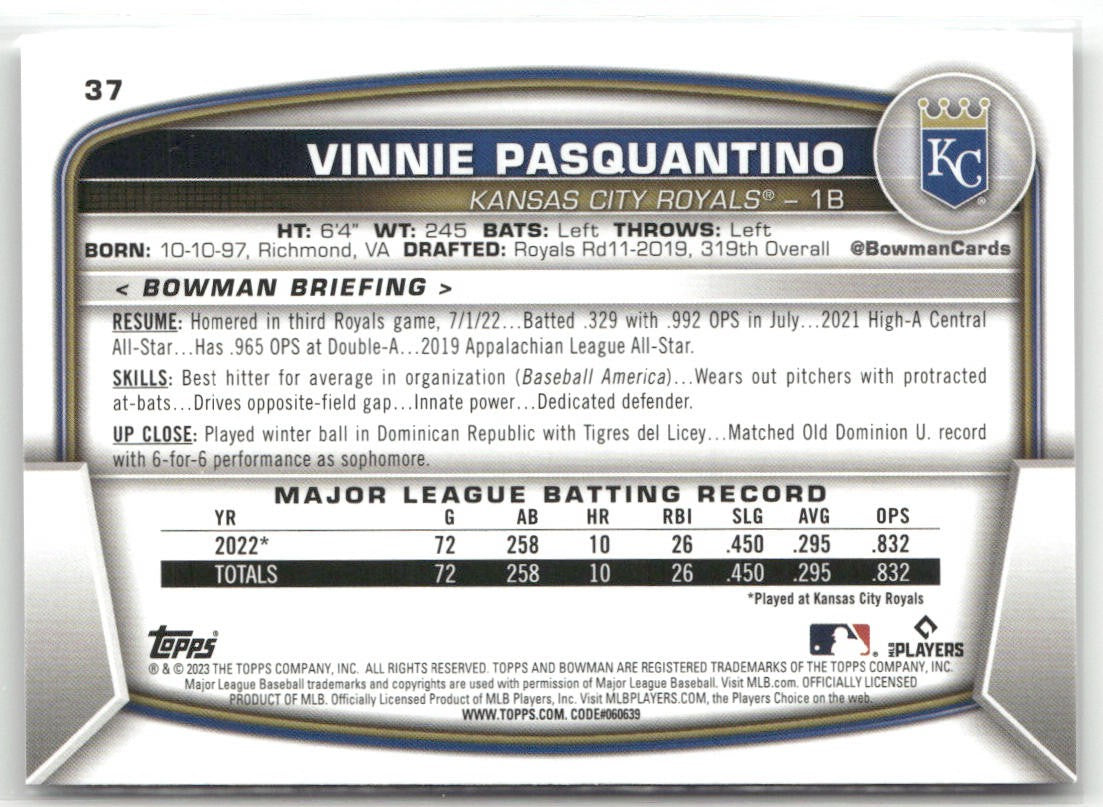 37
VINNIE PASQUANTINO
KC
®
KANSAS CITY ROYALS® – 1B
HT: 6'4" WT: 245 BATS: Left THROWS: Left
BORN: 10-10-97, Richmond, VA DRAFTED: Royals Rd11-2019, 319th Overall @BowmanCards
< BOWMAN BRIEFING >
RESUME: Homered in third Royals game, 7/1/22...Batted .329 with .992 OPS in July...2021 High-A Central
All-Star...Has .965 OPS at Double-A...2019 Appalachian League All-Star.
SKILLS: Best hitter for average in organization (Baseball America)...Wears out pitchers with protracted
at-bats...Drives opposite-field gap...Innate power...Dedicated defender.
UP CLOSE: Played winter ball in Dominican Republic with Tigres del Licey...Matched Old Dominion U. record
with 6-for-6 performance as sophomore.
MAJOR LEAGUE BATTING RECORD
YR G AB HR RBI SLG AVG OPS
2022* 72 258 10 26 .450 .295 .832
TOTALS 72 258 10 26 .450 .295 .832
*Played at Kansas City Royals
Topps® ® MLB PLAYERS
® & © 2023 THE TOPPS COMPANY, INC. ALL RIGHTS RESERVED. TOPPS AND BOWMAN ARE REGISTERED TRADEMARKS OF THE TOPPS COMPANY, INC.
Major League Baseball trademarks and copyrights are used with permission of Major League Baseball. Visit MLB.com. OFFICIALLY LICENSED
PRODUCT OF MLB. Officially Licensed Product of MLB Players, Inc. Visit MLBPLAYERS.COM, the Players Choice on the web.
WWW.TOPPS.COM. CODE#060639